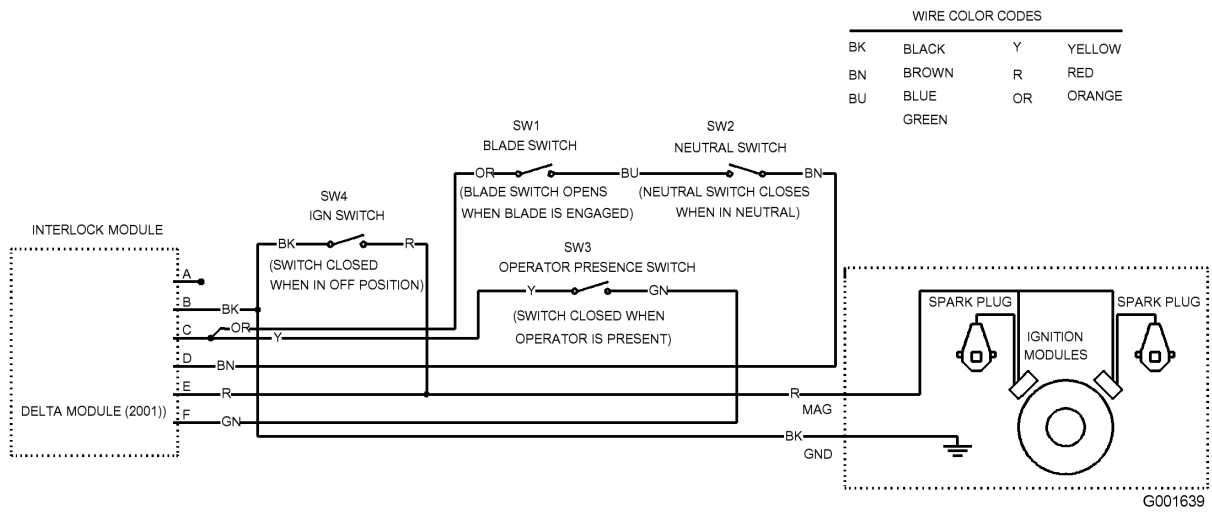 WIRE COLOR CODES
BK BLACK Y YELLOW
BN BROWN R RED
BU BLUE OR ORANGE
GREEN
SW1
BLADE SWITCH
SW2
NEUTRAL SWITCH
OR
BU
BN
(BLADE SWITCH OPENS
WHEN BLADE IS ENGAGED)
(NEUTRAL SWITCH CLOSES
WHEN IN NEUTRAL)
SW4
IGN SWITCH
BK
R
(SWITCH CLOSED
WHEN IN OFF POSITION)
SW3
OPERATOR PRESENCE SWITCH
Y
GN
(SWITCH CLOSED WHEN
OPERATOR IS PRESENT)
INTERLOCK MODULE
A
B
BK
C
OR
Y
D
BN
E
R
F
GN
DELTA MODULE (2001))
R
MAG
BK
GND
SPARK PLUG
SPARK PLUG
IGNITION
MODULES
G001639